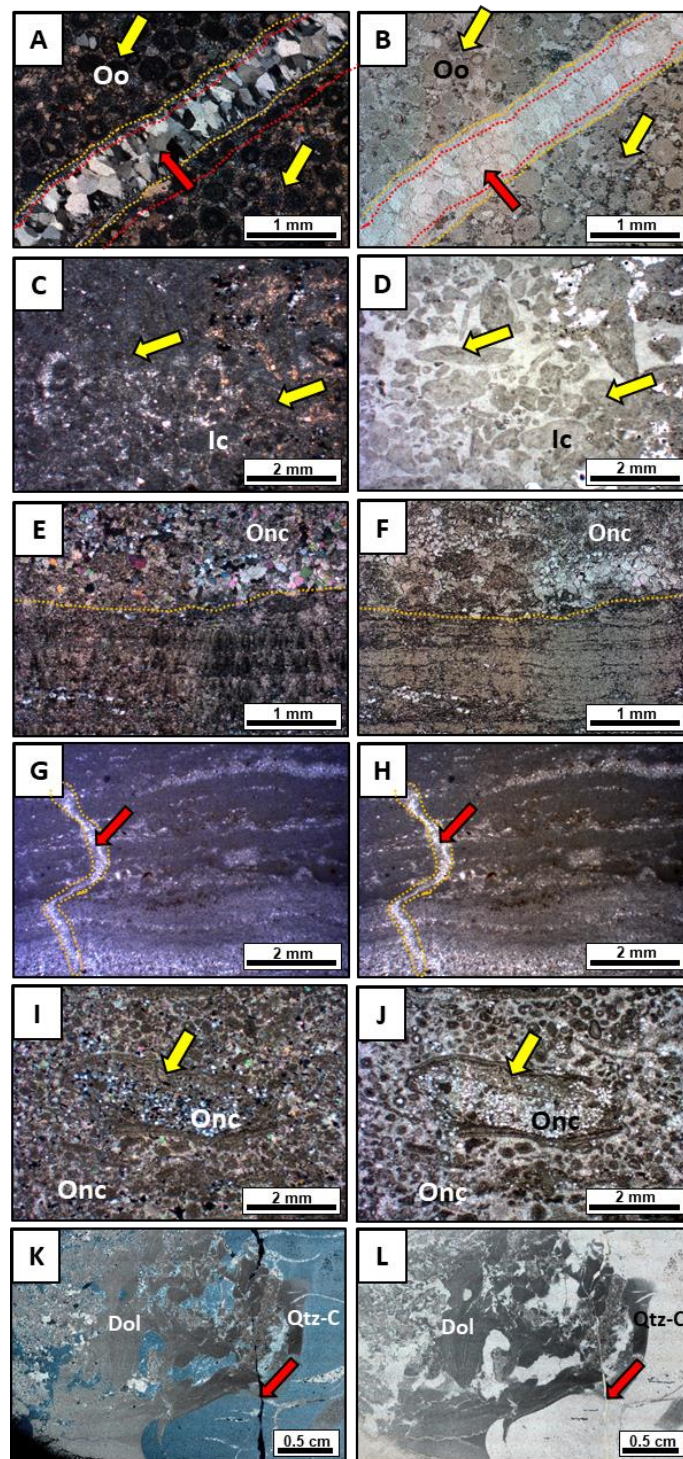 A
B
Oo
Oo
1 mm
1 mm
C
D
Ic
Ic
2 mm
2 mm
E
F
Onc
Onc
1 mm
1 mm
G
H
2 mm
2 mm
I
J
Onc
Onc
Onc
Onc
2 mm
2 mm
K
L
Dol
Qtz-C
Dol
Qtz-C
0.5 cm
0.5 cm